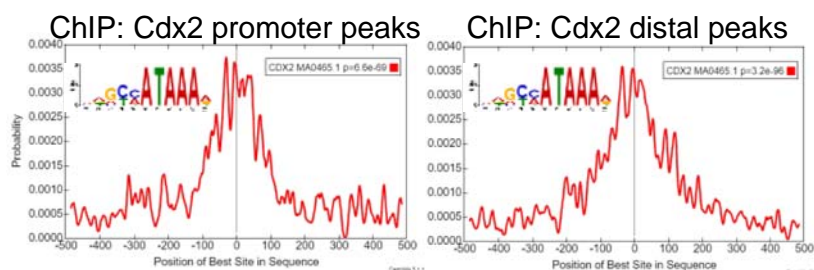 ChIP: Cdx2 promoter peaks
0.0040
0.0035
0.0030
0.0025
0.0020
0.0015
0.0010
0.0005
0.0000
Probability
GCCATAAA
CDX2 MA0465.1 p=6.6e-69
-500 -400 -300 -200 -100 0 100 200 300 400 500
Position of Best Site in Sequence
ChIP: Cdx2 distal peaks
0.0040
0.0035
0.0030
0.0025
0.0020
0.0015
0.0010
0.0005
0.0000
GCCATAAA
CDX2 MA0465.1 p=3.2e-96
-500 -400 -300 -200 -100 0 100 200 300 400 500
Position of Best Site in Sequence